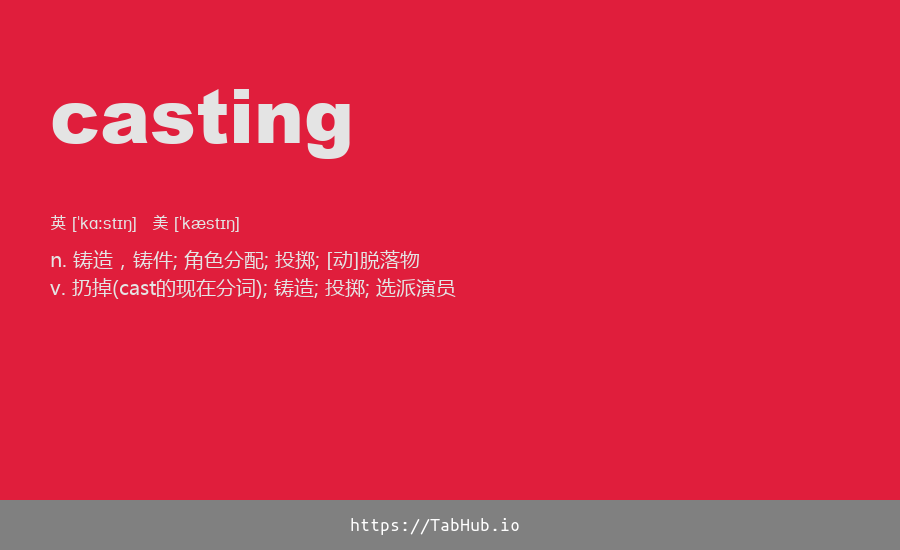 casting
英 [ˈkɑːstɪŋ] 美 [ˈkæstɪŋ]
n. 铸造，铸件; 角色分配; 投掷; [动]脱落物
v. 扔掉(cast的现在分词); 铸造; 投掷; 选派演员
https://TabHub.io